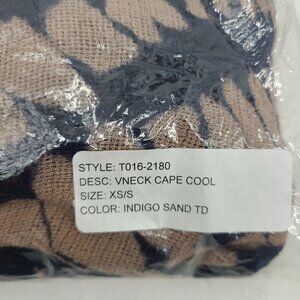 STYLE: T016-2180
DESC: VNECK CAPE COOL
SIZE: XS/S
COLOR: INDIGO SAND TD